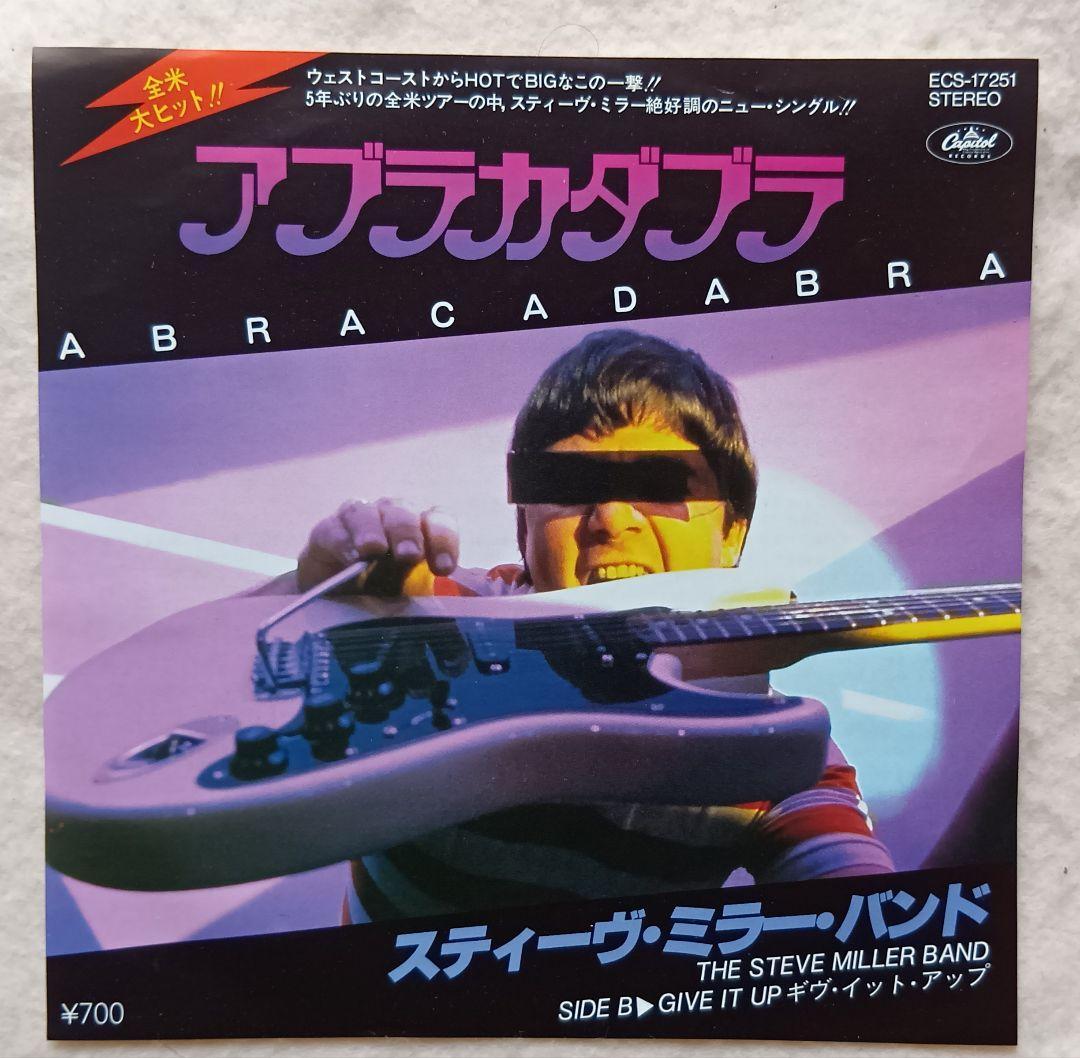 全米
大ヒット!!
ウェストコーストからHOTでBIGなこの一撃!!
5年ぶりの全米ツアーの中,スティーヴ・ミラー絶好調のニュー・シングル!!
ECS-17251
STEREO
Capitol
RECORDS
アブラカダブラ
ABRACADABRA
スティーヴ・ミラー・バンド
THE STEVE MILLER BAND
SIDE B▶GIVE IT UP ギヴ・イット・アップ
¥700